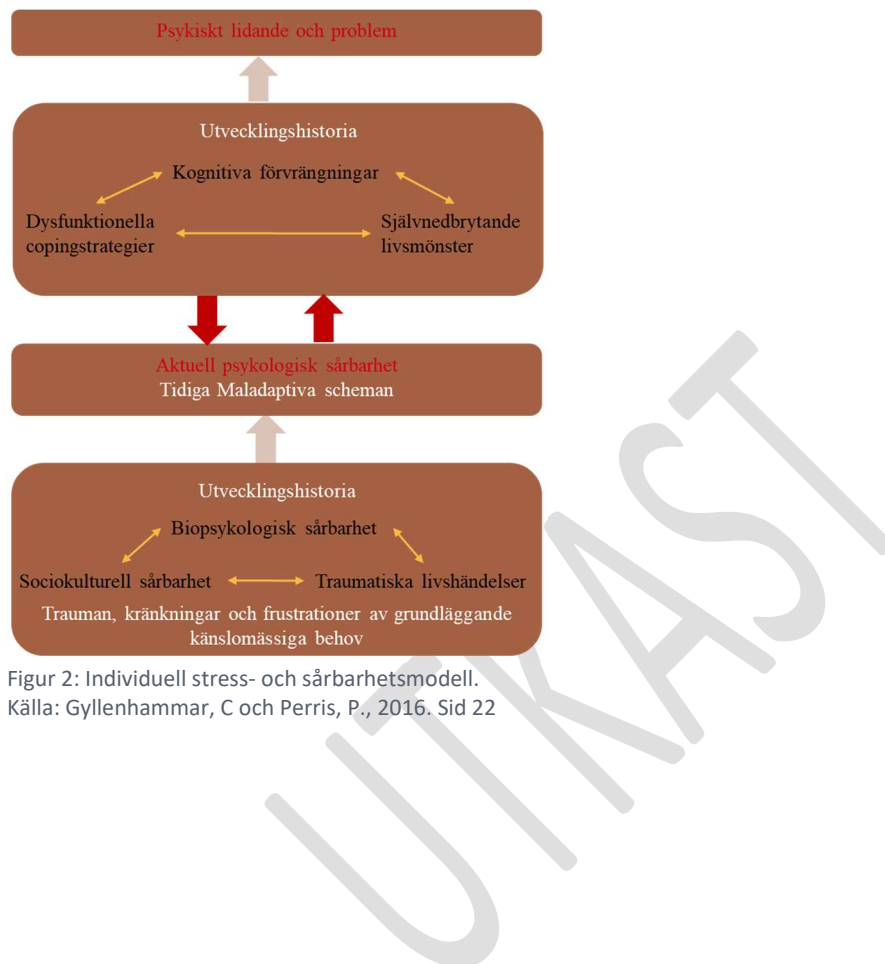 Psykiskt lidande och problem
Utvecklingshistoria
Kognitiva förvrängningar
Dysfunktionella
copingstrategier
Självnedbrytande
livsmönster
Aktuell psykologisk sårbarhet
Tidiga Maladaptiva scheman
Utvecklingshistoria
Biopsykologisk sårbarhet
Sociokulturell sårbarhet
Traumatiska livshändelser
Trauman, kränkningar och frustrationer av grundläggande
känslomässiga behov
Figur 2: Individuell stress- och sårbarhetsmodell.
Källa: Gyllenhammar, C och Perris, P., 2016. Sid 22
UTKAST